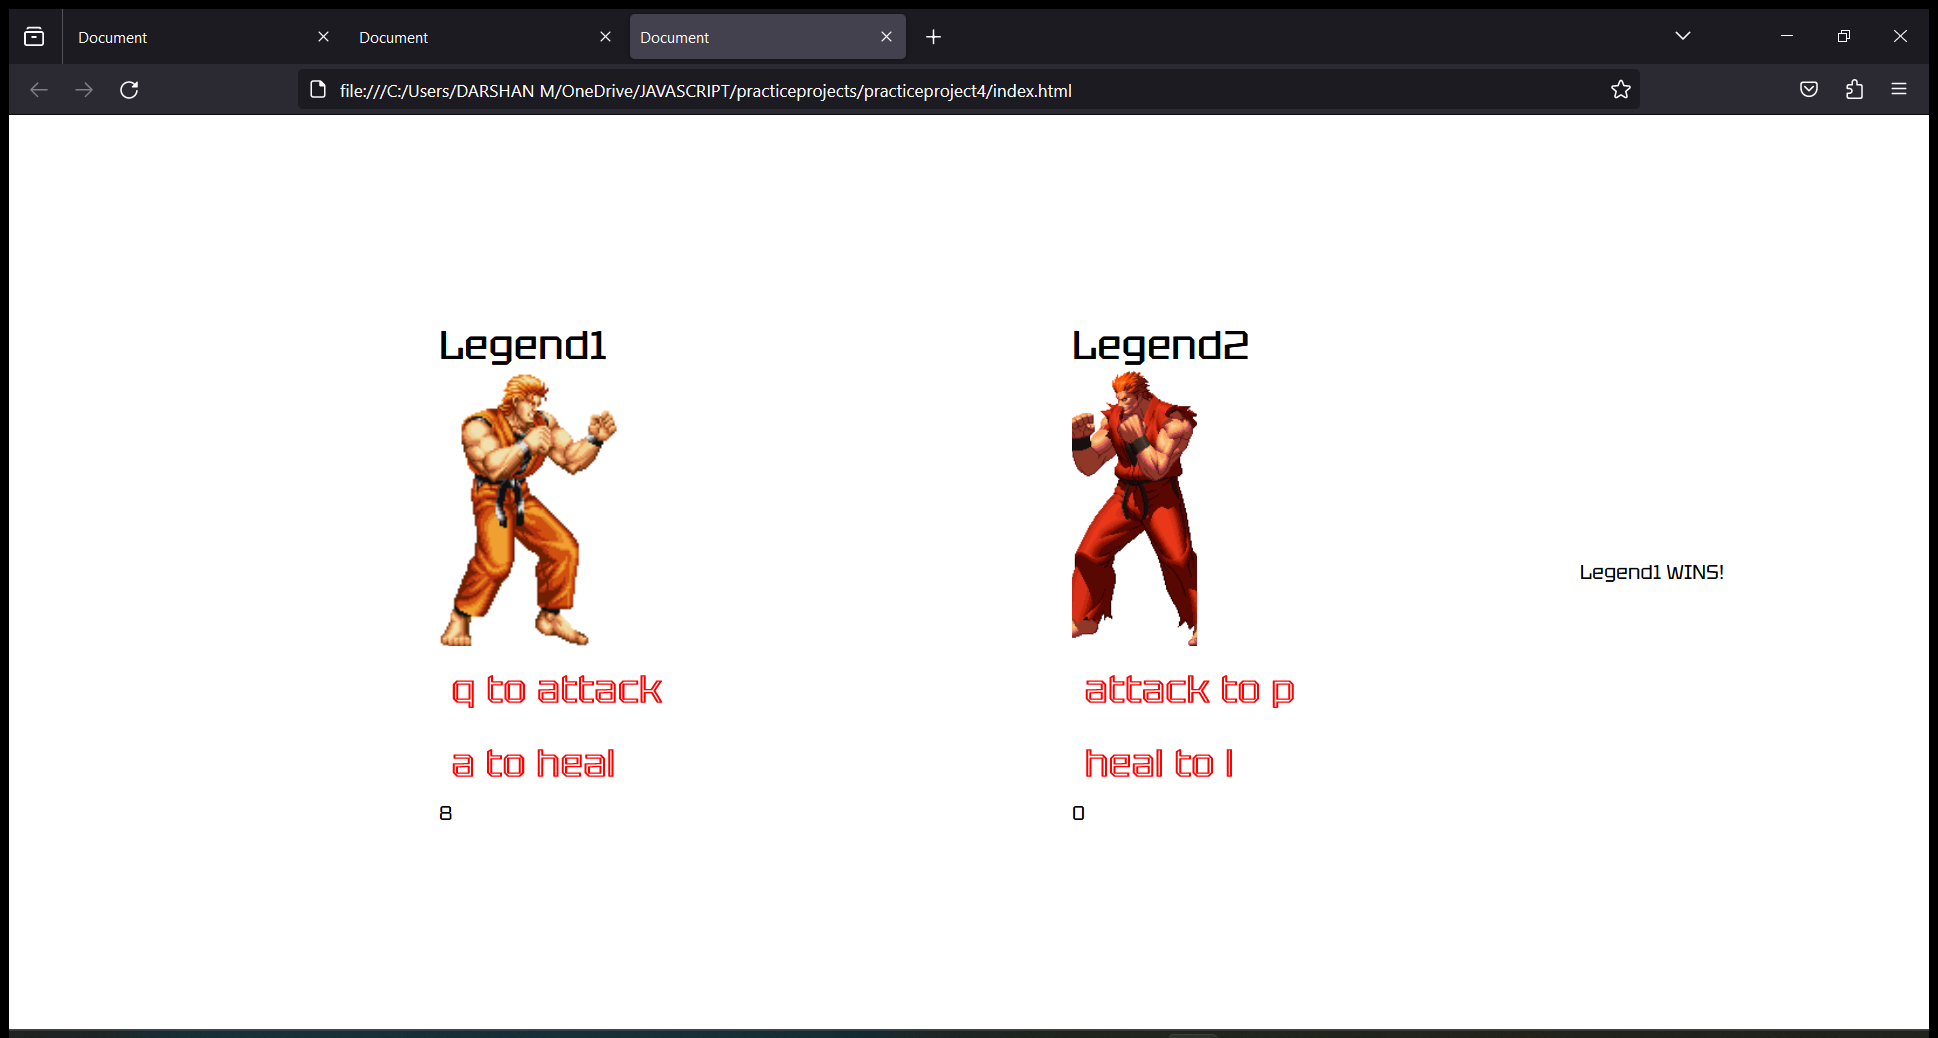 Document Document Document
file:///C:/Users/DARSHAN M/OneDrive/JAVASCRIPT/practiceprojects/practiceproject4/index.html
Legend1 Legend2
Legend1 WINS!
q to attack attack to p
a to heal heal to l
8 0